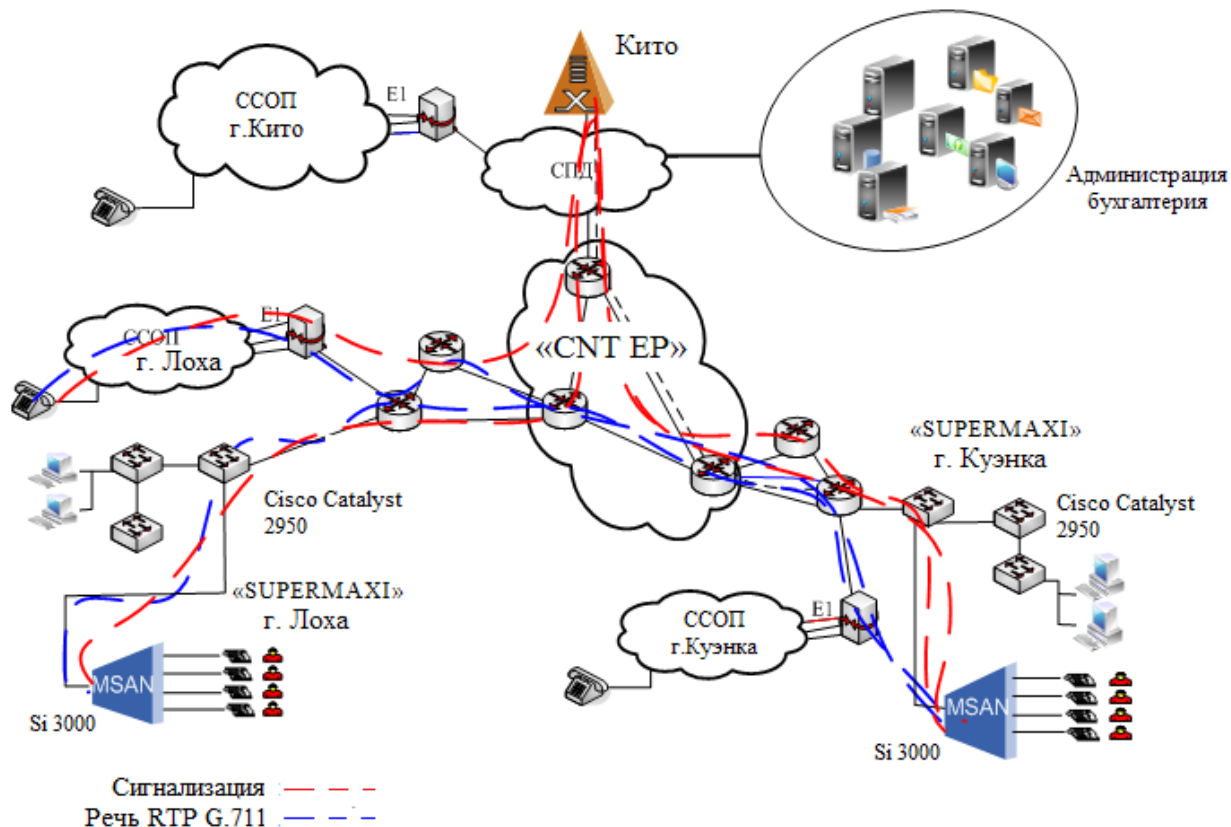 Кито
ССОП
г.Кито
E1
СПД
Администрация
бухгалтерия
«CNT EP»
E1
ССОП
г. Лоха
«SUPERMAXI»
г. Куэнка
Cisco Catalyst
2950
Cisco Catalyst
2950
«SUPERMAXI»
г. Лоха
ССОП
г.Куэнка
E1
MSAN
Si 3000
MSAN
Si 3000
Сигнализация
Речь RTP G.711